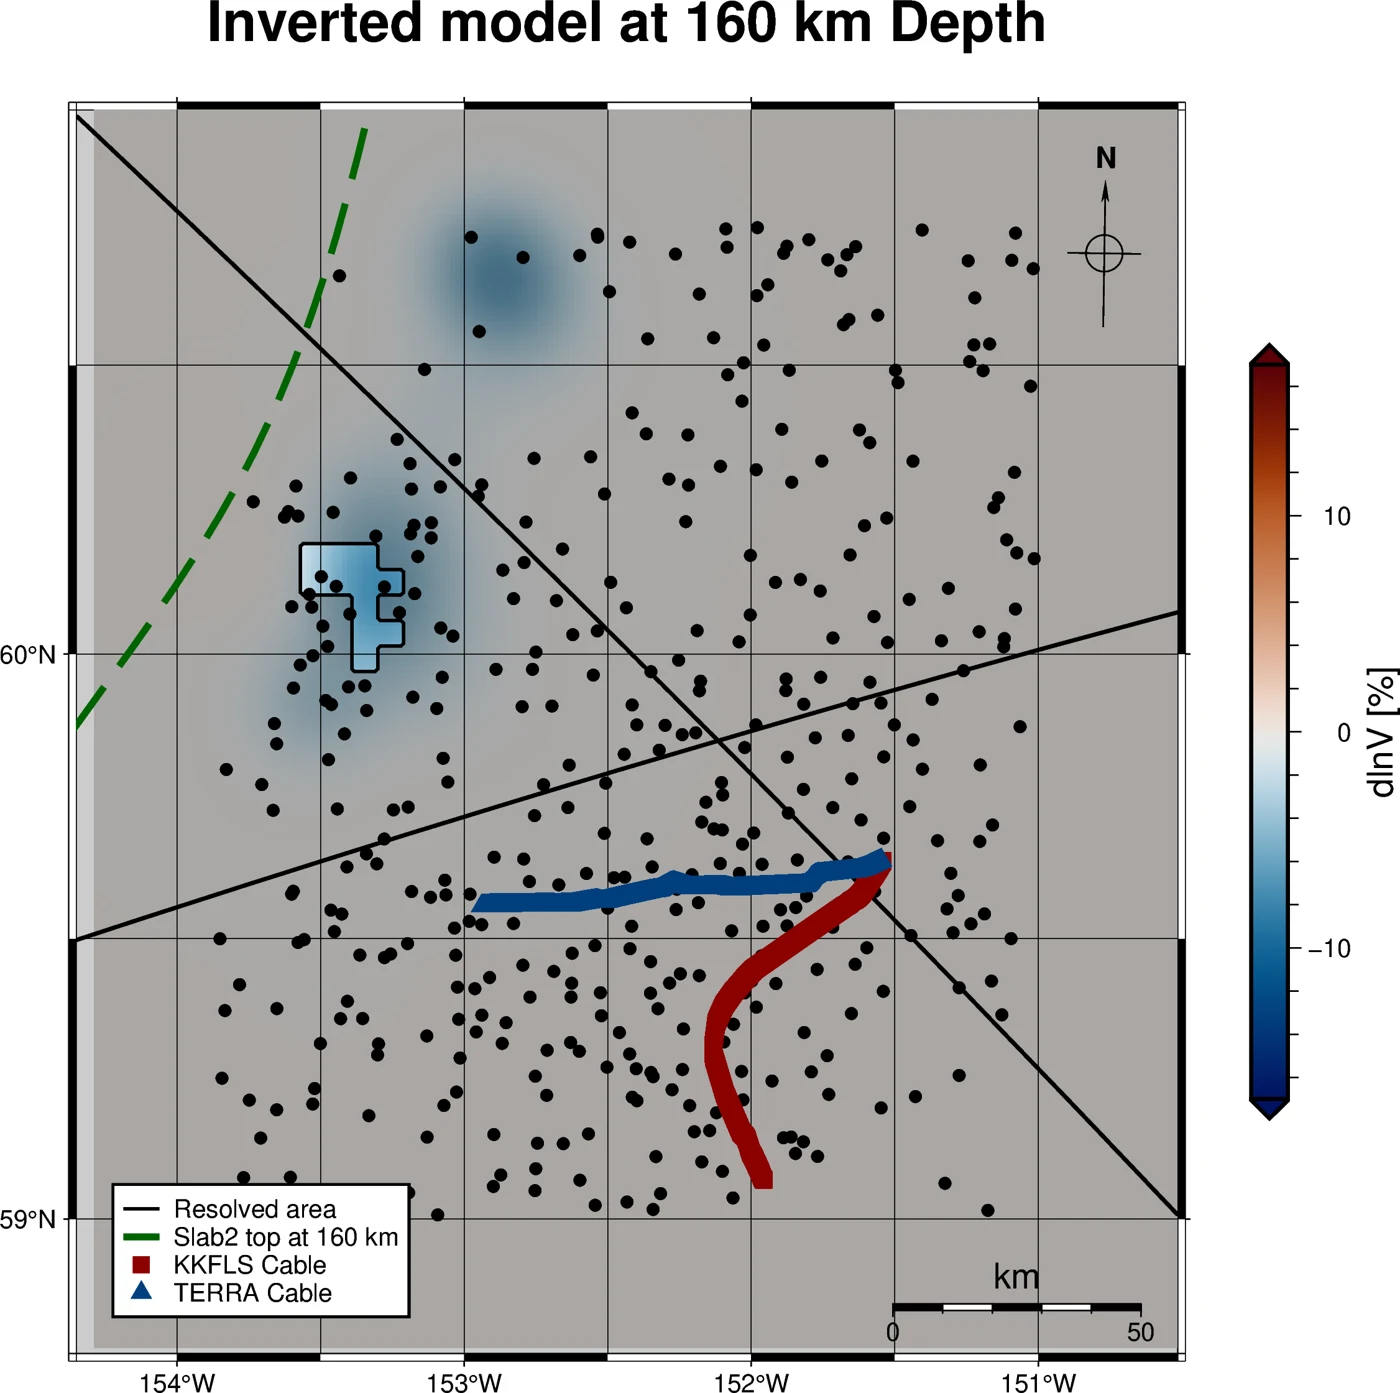 Inverted model at 160 km Depth
N
10
0
−10
dlnV [%]
60°N
59°N
Resolved area
Slab2 top at 160 km
KKFLS Cable
TERRA Cable
km
0 50
154°W 153°W 152°W 151°W